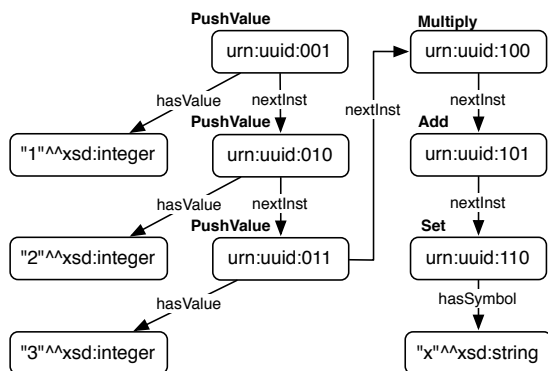 PushValue
urn:uuid:001
hasValue
nextInst
"1"^^xsd:integer
PushValue
urn:uuid:010
hasValue
nextInst
"2"^^xsd:integer
PushValue
urn:uuid:011
hasValue
"3"^^xsd:integer
nextInst
Multiply
urn:uuid:100
nextInst
Add
urn:uuid:101
nextInst
Set
urn:uuid:110
hasSymbol
"x"^^xsd:string